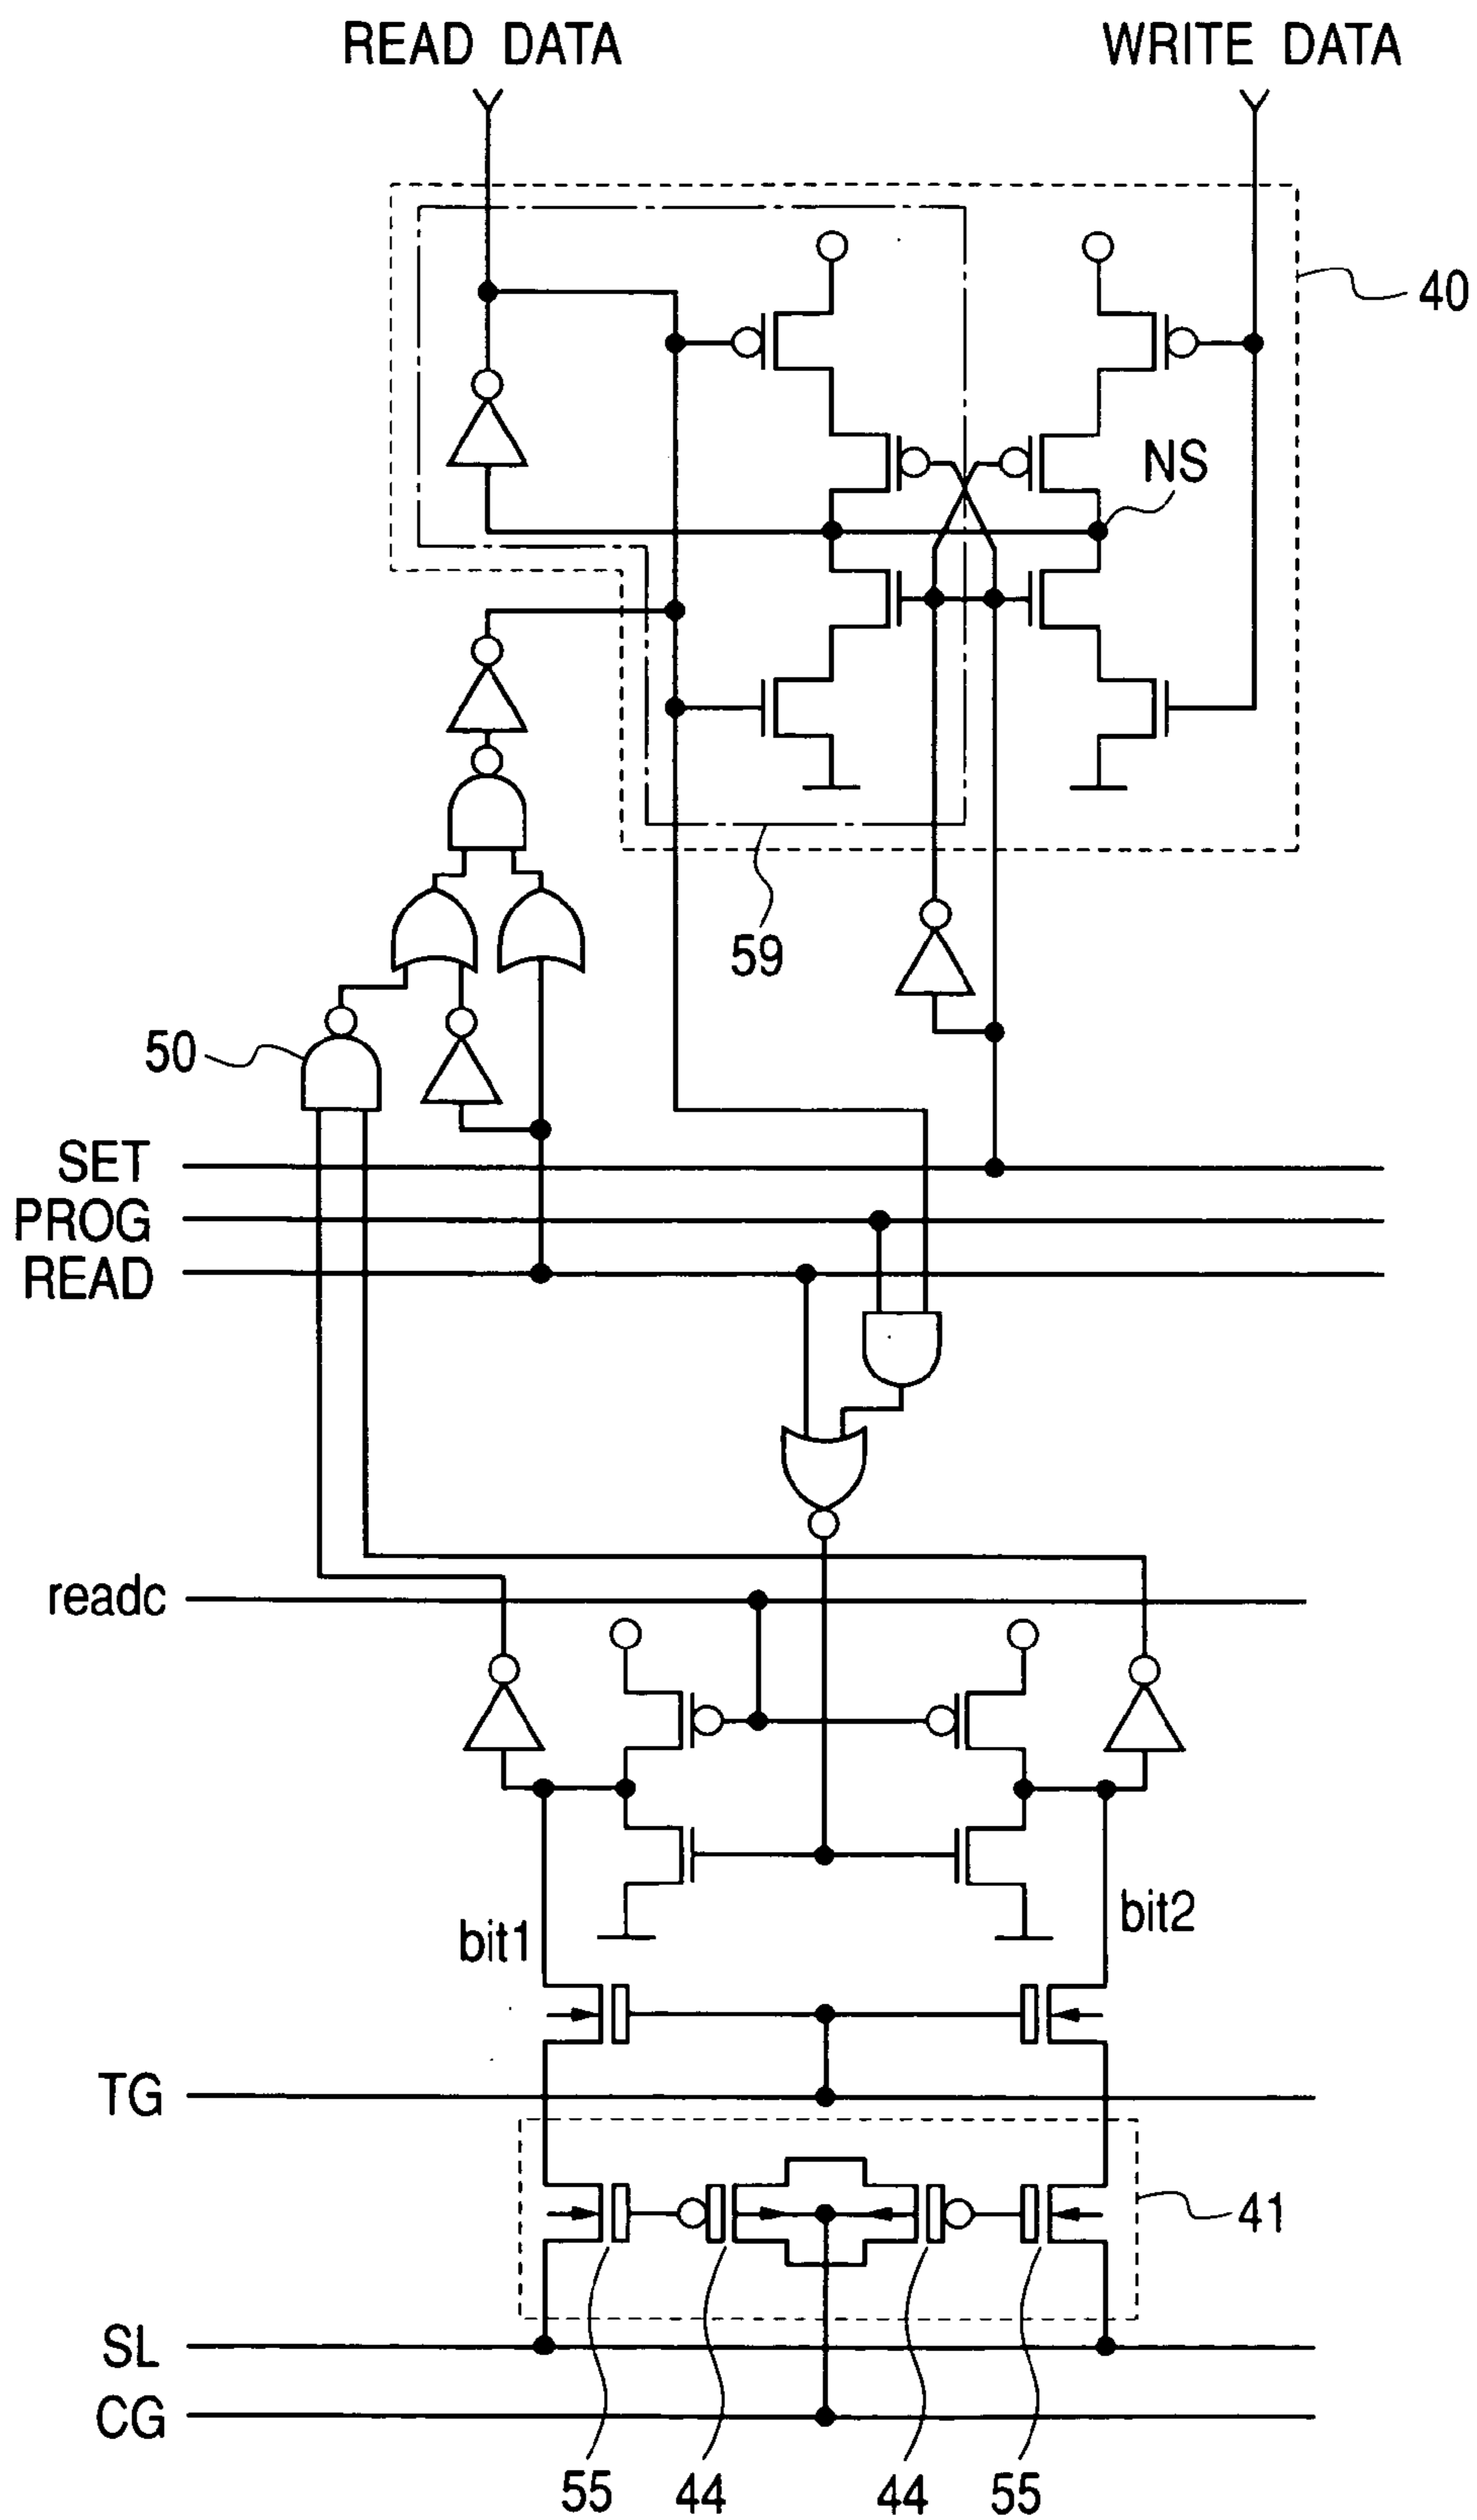 READ DATA WRITE DATA
40
NS
59
50
SET
PROG
READ
readc
bit1
bit2
TG
41
SL
CG
55 44 44 55